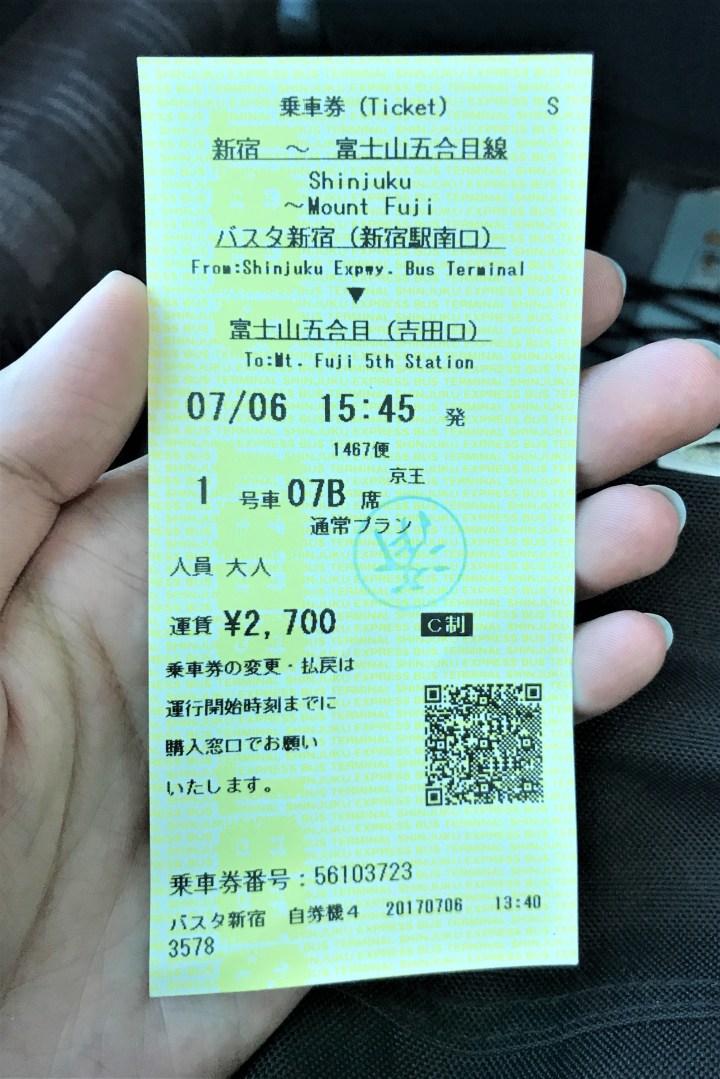 乗車券 (Ticket) S
新宿 ～ 富士山五合目線
Shinjuku
～Mount Fuji
バスタ新宿 (新宿駅南口)
From:Shinjuku Expwy. Bus Terminal
▼
富士山五合目 (吉田口)
To:Mt. Fuji 5th Station
07/06 15:45 発
1467便
1 号車 07B 席 京王
通常プラン
人員 大人
運賃 ¥2,700 C制
乗車券の変更・払戻は
運行開始時刻までに
購入窓口でお願い
いたします。
乗車券番号:56103723
バスタ新宿 自券機4 20170706 13:40
3578